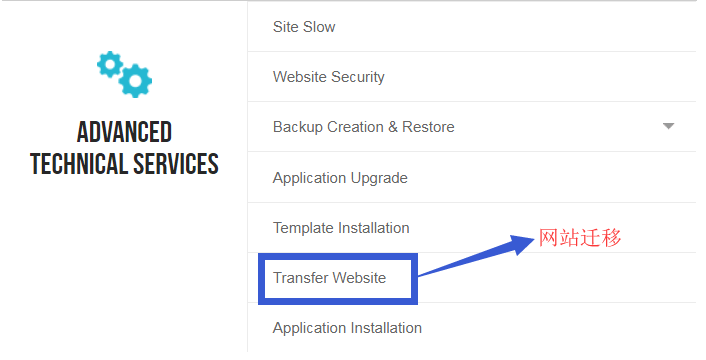 ADVANCED
TECHNICAL SERVICES
Site Slow
Website Security
Backup Creation & Restore
Application Upgrade
Template Installation
网站迁移
Transfer Website
Application Installation